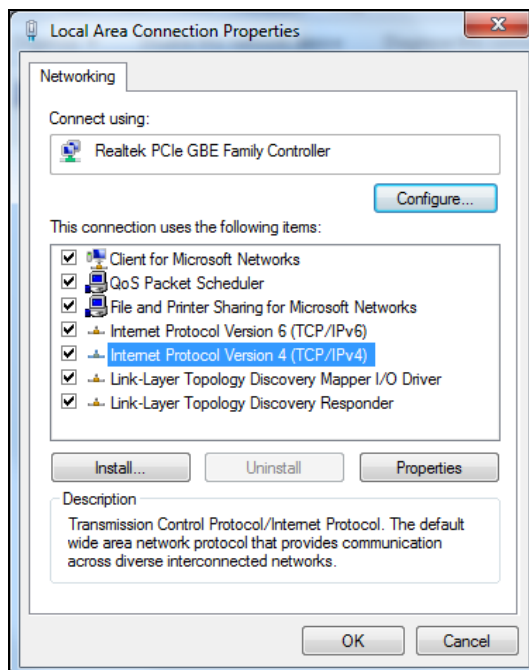 Local Area Connection Properties
Networking
Connect using:
Realtek PCIe GBE Family Controller
Configure...
This connection uses the following items:
Client for Microsoft Networks
QoS Packet Scheduler
File and Printer Sharing for Microsoft Networks
Internet Protocol Version 6 (TCP/IPv6)
Internet Protocol Version 4 (TCP/IPv4)
Link-Layer Topology Discovery Mapper I/O Driver
Link-Layer Topology Discovery Responder
Install... Uninstall Properties
Description
Transmission Control Protocol/Internet Protocol. The default
wide area network protocol that provides communication
across diverse interconnected networks.
OK Cancel